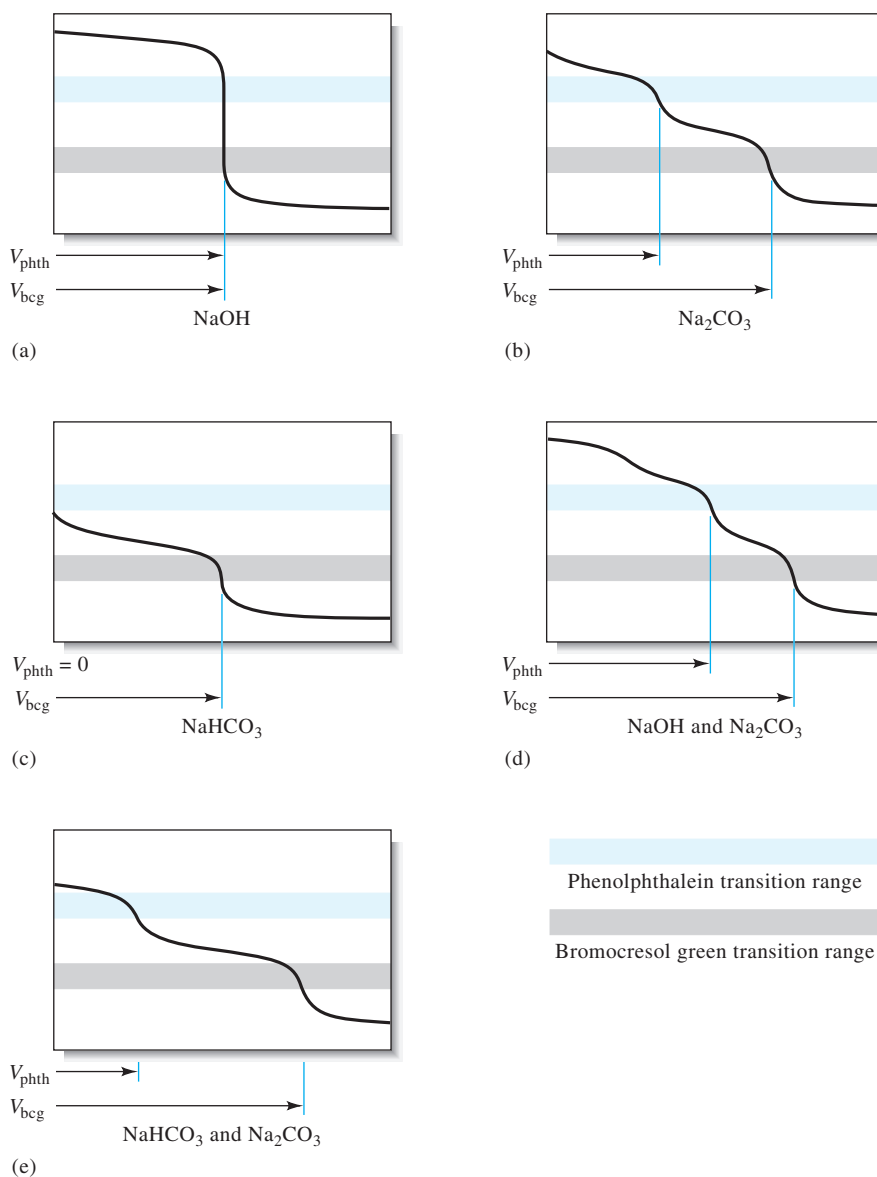 V_phth
V_bcg
NaOH
(a)
V_phth
V_bcg
Na₂CO₃
(b)
V_phth = 0
V_bcg
NaHCO₃
(c)
V_phth
V_bcg
NaOH and Na₂CO₃
(d)
V_phth
V_bcg
NaHCO₃ and Na₂CO₃
(e)
Phenolphthalein transition range
Bromocresol green transition range